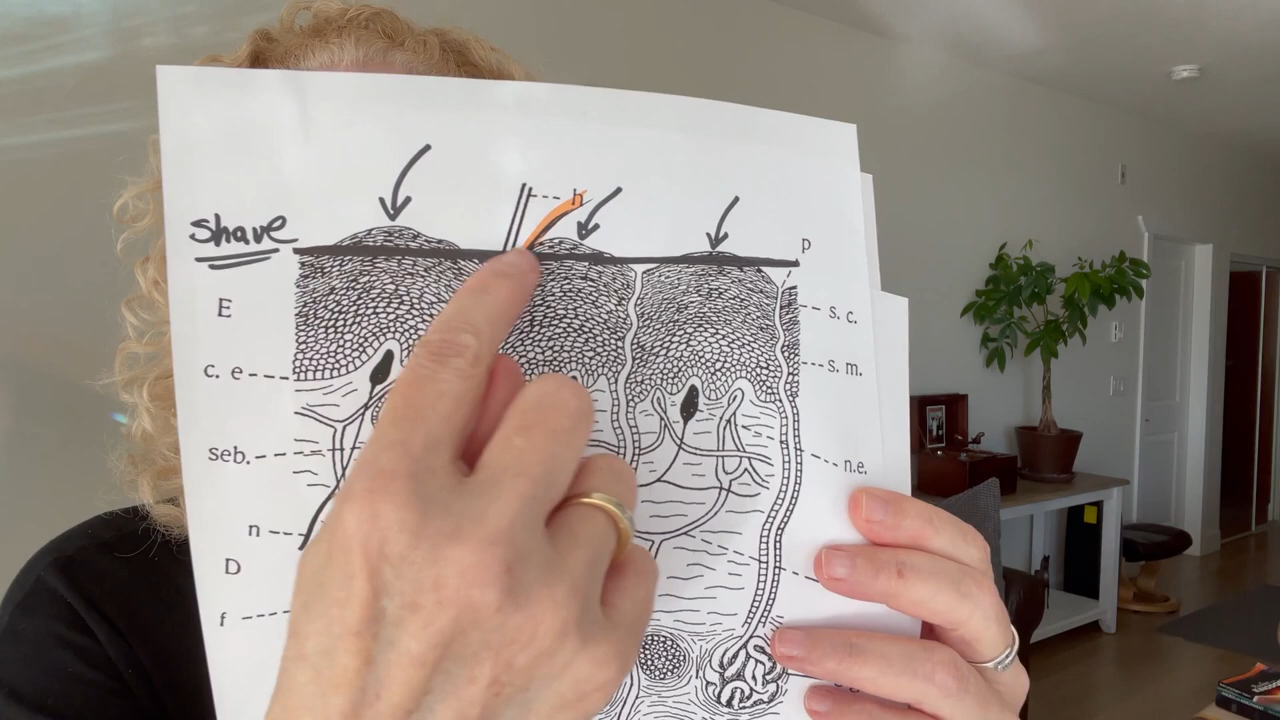 h
shave
p
E
s. c.
c. e
s. m.
seb.
n.e.
n
D
f